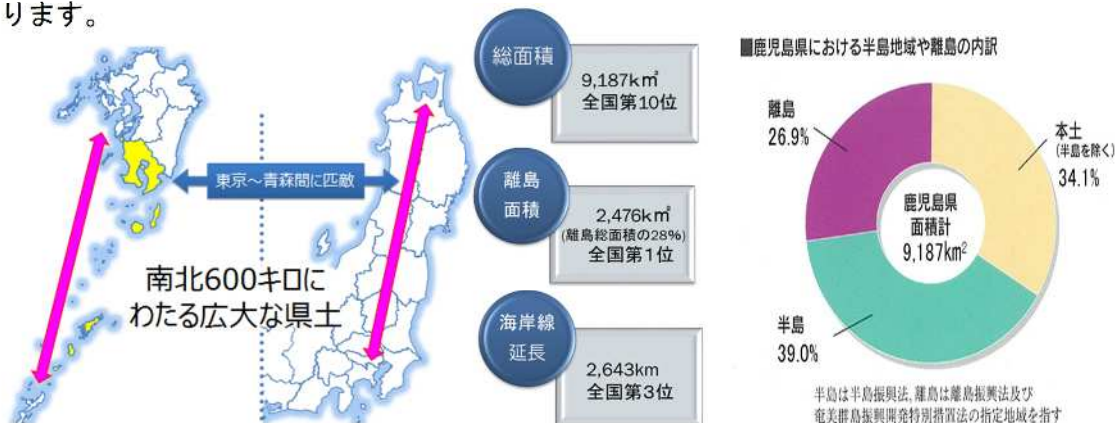 ります。
東京～青森間に匹敵
南北600キロに
わたる広大な県土
総面積
9,187k㎡
全国第10位
離島
面積
2,476k㎡
(離島総面積の28%)
全国第1位
海岸線
延長
2,643km
全国第3位
■鹿児島県における半島地域や離島の内訳
離島
26.9%
本土
(半島を除く)
34.1%
鹿児島県
面積計
9,187km²
半島
39.0%
半島は半島振興法、離島は離島振興法及び
奄美群島振興開発特別措置法の指定地域を指す